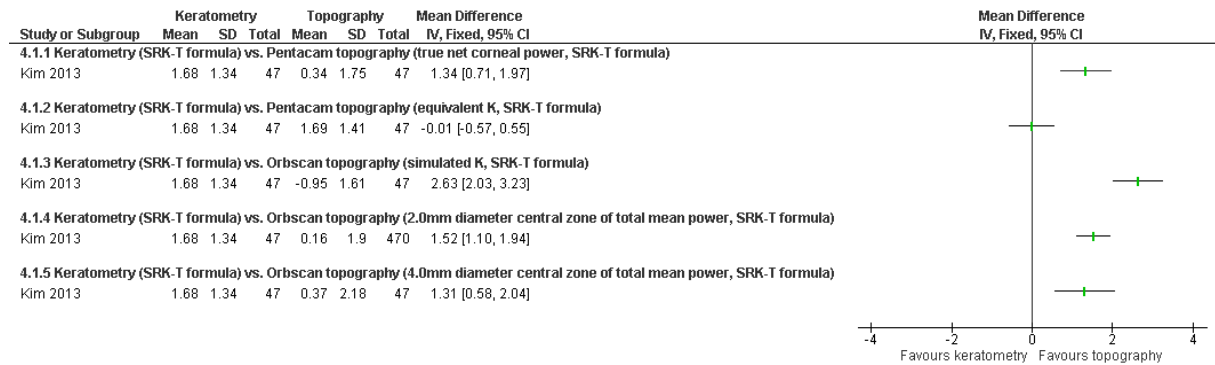 Keratometry Topography Mean Difference Mean Difference
Study or Subgroup Mean SD Total Mean SD Total IV, Fixed, 95% CI IV, Fixed, 95% CI
4.1.1 Keratometry (SRK-T formula) vs. Pentacam topography (true net corneal power, SRK-T formula)
Kim 2013 1.68 1.34 47 0.34 1.75 47 1.34 [0.71, 1.97]
4.1.2 Keratometry (SRK-T formula) vs. Pentacam topography (equivalent K, SRK-T formula)
Kim 2013 1.68 1.34 47 1.69 1.41 47 -0.01 [-0.57, 0.55]
4.1.3 Keratometry (SRK-T formula) vs. Orbscan topography (simulated K, SRK-T formula)
Kim 2013 1.68 1.34 47 -0.95 1.61 47 2.63 [2.03, 3.23]
4.1.4 Keratometry (SRK-T formula) vs. Orbscan topography (2.0mm diameter central zone of total mean power, SRK-T formula)
Kim 2013 1.68 1.34 47 0.16 1.9 470 1.52 [1.10, 1.94]
4.1.5 Keratometry (SRK-T formula) vs. Orbscan topography (4.0mm diameter central zone of total mean power, SRK-T formula)
Kim 2013 1.68 1.34 47 0.37 2.18 47 1.31 [0.58, 2.04]
-4 -2 0 2 4
Favours keratometry Favours topography